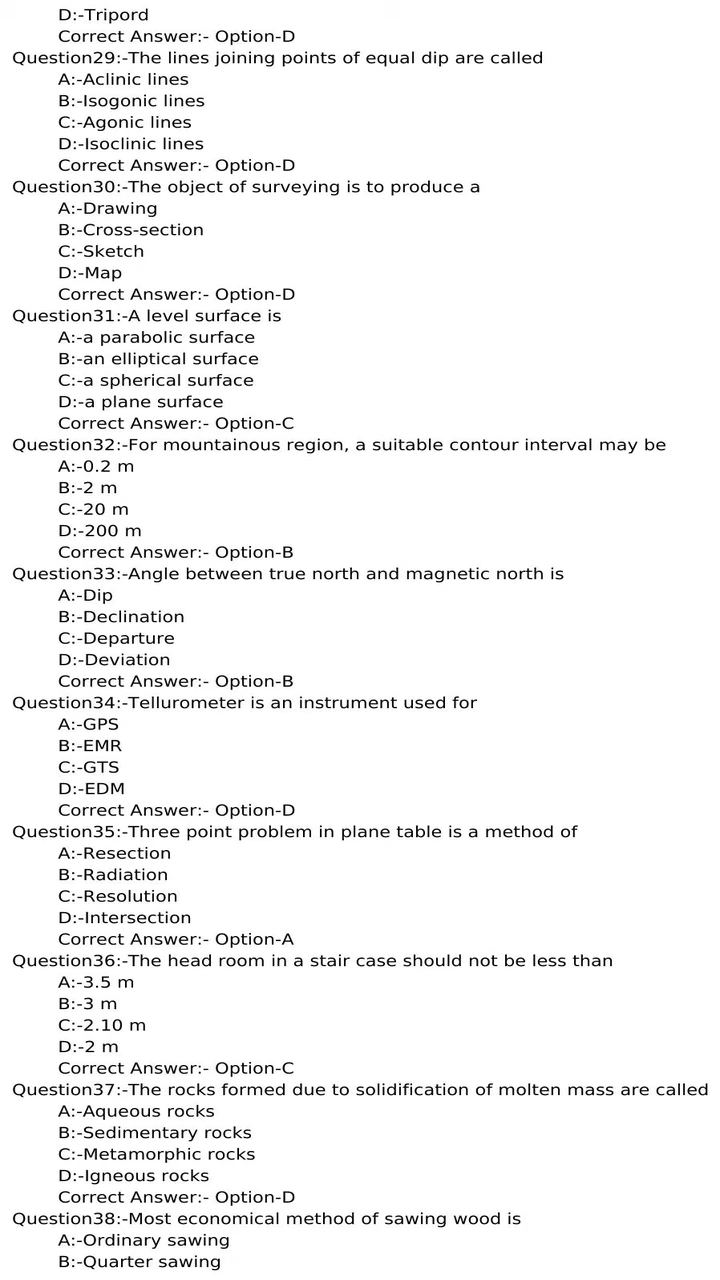 D:-Tripord
Correct Answer:- Option-D
Question29:-The lines joining points of equal dip are called
A:-Aclinic lines
B:-Isogonic lines
C:-Agonic lines
D:-Isoclinic lines
Correct Answer:- Option-D
Question30:-The object of surveying is to produce a
A:-Drawing
B:-Cross-section
C:-Sketch
D:-Map
Correct Answer:- Option-D
Question31:-A level surface is
A:-a parabolic surface
B:-an elliptical surface
C:-a spherical surface
D:-a plane surface
Correct Answer:- Option-C
Question32:-For mountainous region, a suitable contour interval may be
A:-0.2 m
B:-2 m
C:-20 m
D:-200 m
Correct Answer:- Option-B
Question33:-Angle between true north and magnetic north is
A:-Dip
B:-Declination
C:-Departure
D:-Deviation
Correct Answer:- Option-B
Question34:-Tellurometer is an instrument used for
A:-GPS
B:-EMR
C:-GTS
D:-EDM
Correct Answer:- Option-D
Question35:-Three point problem in plane table is a method of
A:-Resection
B:-Radiation
C:-Resolution
D:-Intersection
Correct Answer:- Option-A
Question36:-The head room in a stair case should not be less than
A:-3.5 m
B:-3 m
C:-2.10 m
D:-2 m
Correct Answer:- Option-C
Question37:-The rocks formed due to solidification of molten mass are called
A:-Aqueous rocks
B:-Sedimentary rocks
C:-Metamorphic rocks
D:-Igneous rocks
Correct Answer:- Option-D
Question38:-Most economical method of sawing wood is
A:-Ordinary sawing
B:-Quarter sawing